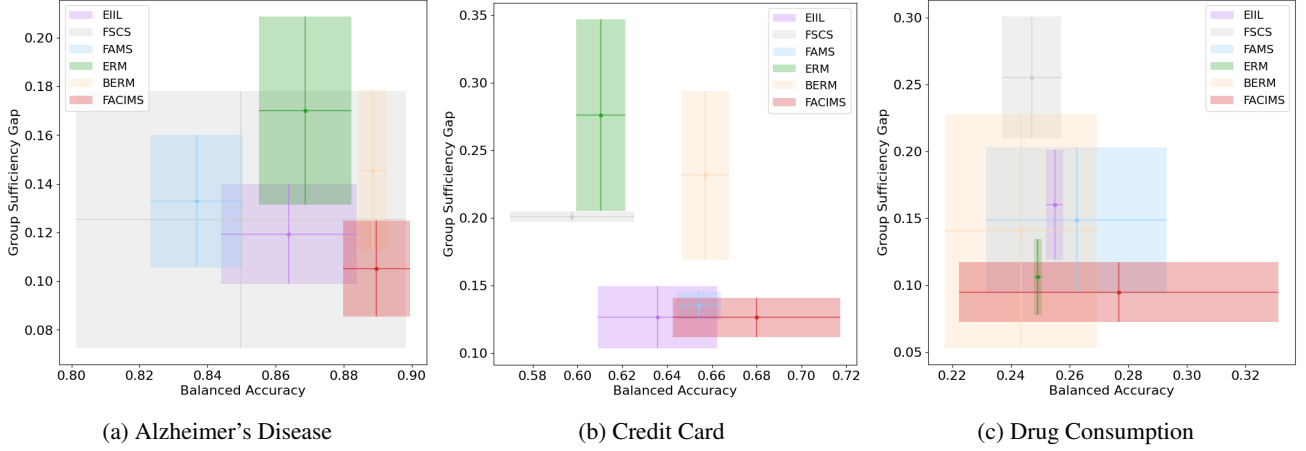 EIIL
FSCS
FAMS
ERM
BERM
FACIMS
Group Sufficiency Gap
0.20
0.18
0.16
0.14
0.12
0.10
0.08
0.80
0.82
0.84
0.86
0.88
0.90
Balanced Accuracy
(a) Alzheimer's Disease
EIIL
FSCS
FAMS
ERM
BERM
FACIMS
Group Sufficiency Gap
0.35
0.30
0.25
0.20
0.15
0.10
0.58
0.60
0.62
0.64
0.66
0.68
0.70
0.72
Balanced Accuracy
(b) Credit Card
EIIL
FSCS
FAMS
ERM
BERM
FACIMS
Group Sufficiency Gap
0.30
0.25
0.20
0.15
0.10
0.05
0.22
0.24
0.26
0.28
0.30
0.32
Balanced Accuracy
(c) Drug Consumption